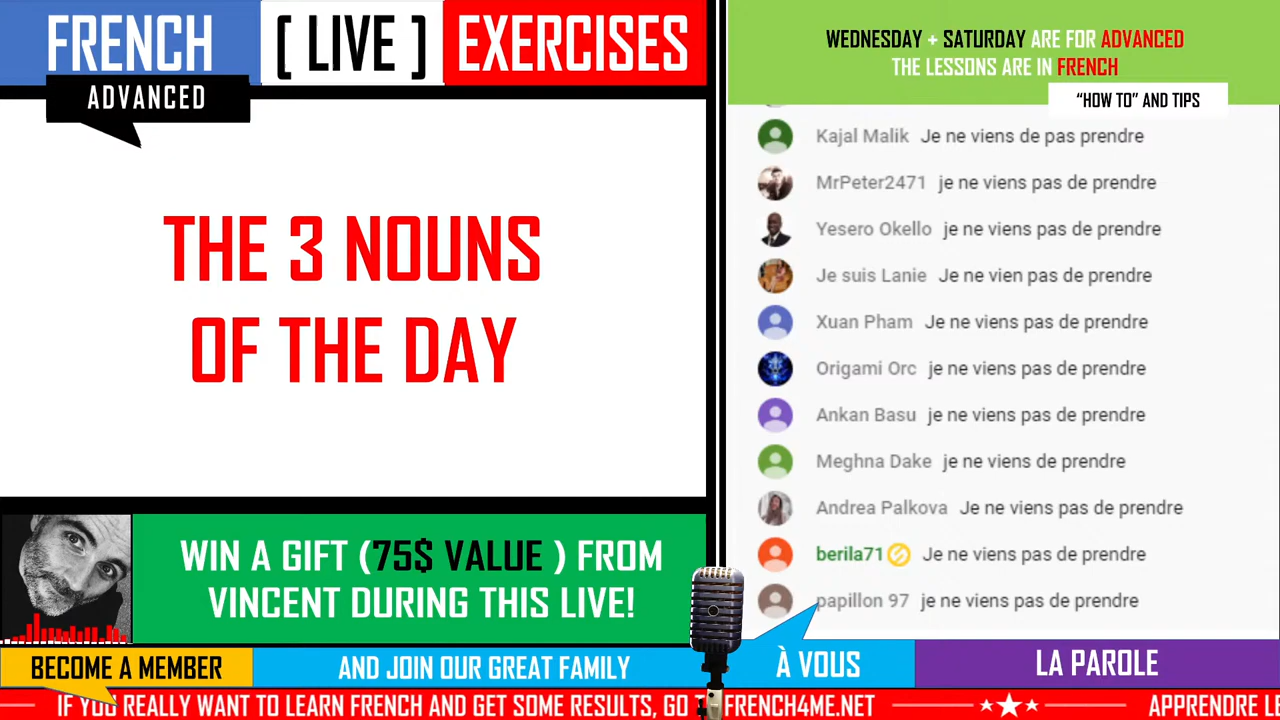 FRENCH [ LIVE ] EXERCISES
ADVANCED
THE 3 NOUNS
OF THE DAY
WIN A GIFT (75$ VALUE ) FROM
VINCENT DURING THIS LIVE!
BECOME A MEMBER
AND JOIN OUR GREAT FAMILY
WEDNESDAY + SATURDAY ARE FOR ADVANCED
THE LESSONS ARE IN FRENCH
“HOW TO” AND TIPS
Kajal Malik Je ne viens de pas prendre
MrPeter2471 je ne viens pas de prendre
Yesero Okello je ne viens pas de prendre
Je suis Lanie Je ne vien pas de prendre
Xuan Pham Je ne viens pas de prendre
Origami Orc je ne viens pas de prendre
Ankan Basu je ne viens pas de prendre
Meghna Dake je ne viens de prendre
Andrea Palkova Je ne viens pas de prendre
berila71 Je ne viens pas de prendre
papillon 97 je ne viens pas de prendre
À VOUS
LA PAROLE
IF YOU REALLY WANT TO LEARN FRENCH AND GET SOME RESULTS, GO FRENCH4ME.NET
APPRENDRE